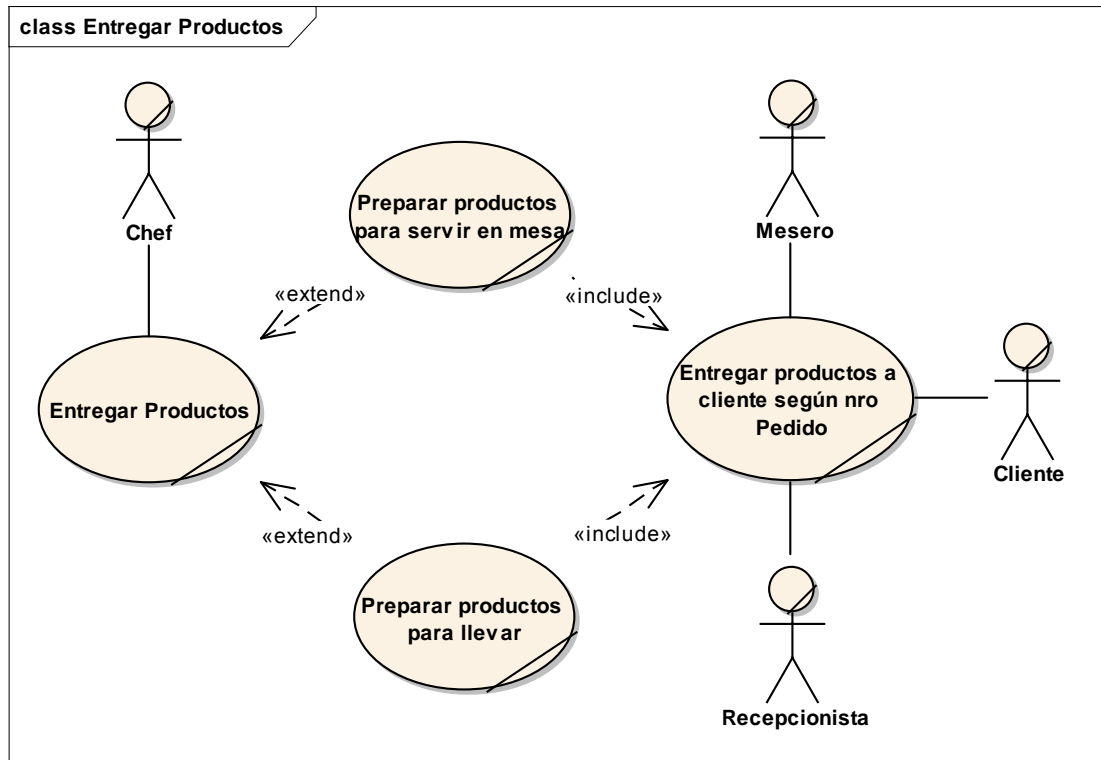 class Entregar Productos
Chef
Preparar productos
para servir en mesa
Mesero
«extend»
«include»
Entregar Productos
Entregar productos a
cliente según nro
Pedido
Cliente
«extend»
«include»
Preparar productos
para llevar
Recepcionista